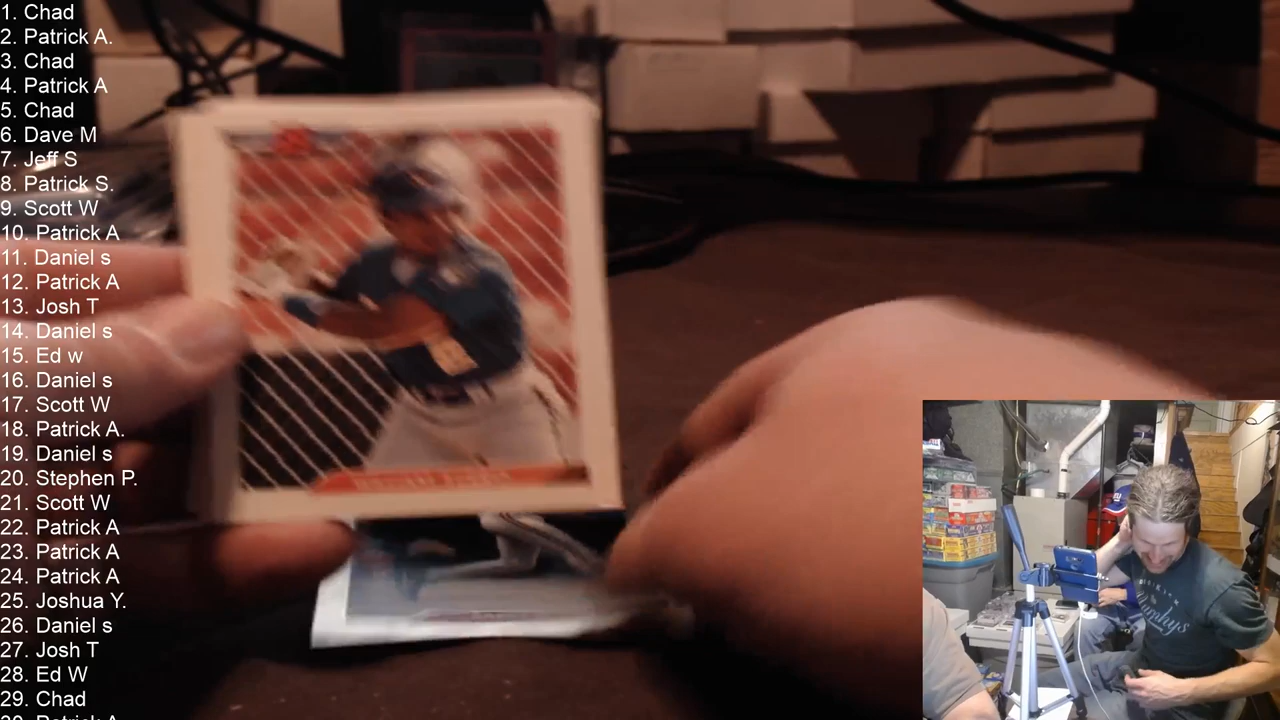 1. Chad
2. Patrick A.
3. Chad
4. Patrick A
5. Chad
6. Dave M
7. Jeff S
8. Patrick S.
9. Scott W
10. Patrick A
11. Daniel s
12. Patrick A
13. Josh T
14. Daniel s
15. Ed w
16. Daniel s
17. Scott W
18. Patrick A.
19. Daniel s
20. Stephen P.
21. Scott W
22. Patrick A
23. Patrick A
24. Patrick A
25. Joshua Y.
26. Daniel s
27. Josh T
28. Ed W
29. Chad
30. Patrick A